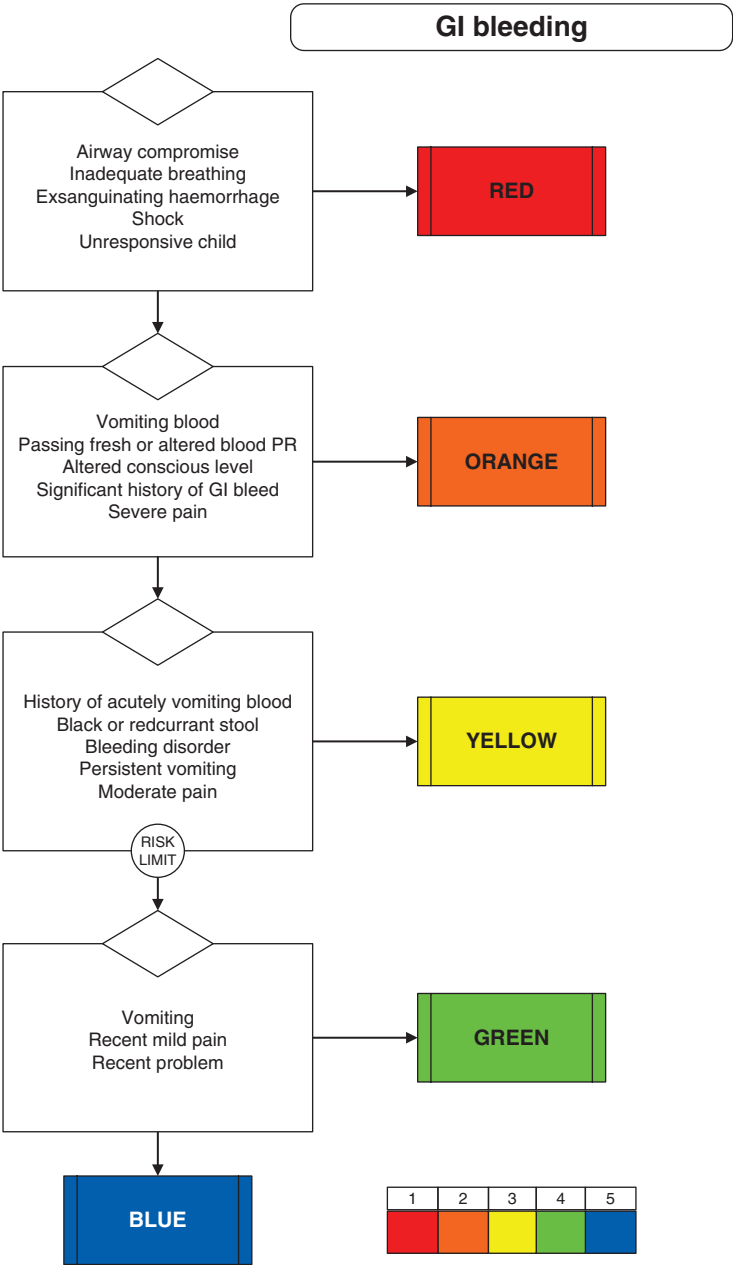 GI bleeding
Airway compromise
Inadequate breathing
Exsanguinating haemorrhage
Shock
Unresponsive child
RED
Vomiting blood
Passing fresh or altered blood PR
Altered conscious level
Significant history of GI bleed
Severe pain
ORANGE
History of acutely vomiting blood
Black or redcurrant stool
Bleeding disorder
Persistent vomiting
Moderate pain
YELLOW
RISK
LIMIT
Vomiting
Recent mild pain
Recent problem
GREEN
BLUE
1 2 3 4 5